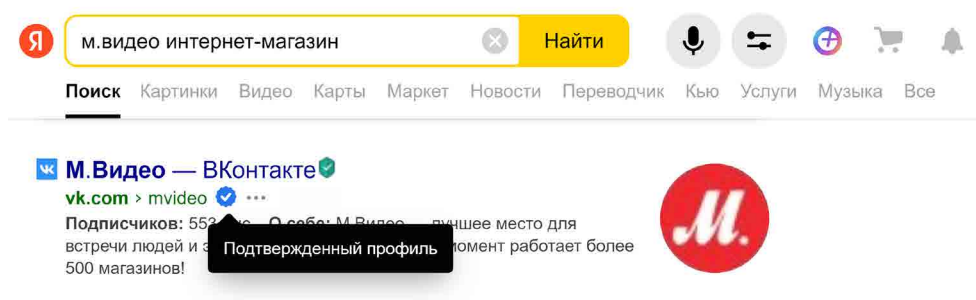 Я м.видео интернет-магазин Найти
Поиск Картинки Видео Карты Маркет Новости Переводчик Кью Услуги Музыка Все
М.Видео — ВКонтакте
vk.com › mvideo
Подписчиков: О себе: М.Видео — лучшее место для
встречи людей и
Подтвержденный профиль
момент работает более
500 магазинов!
М.